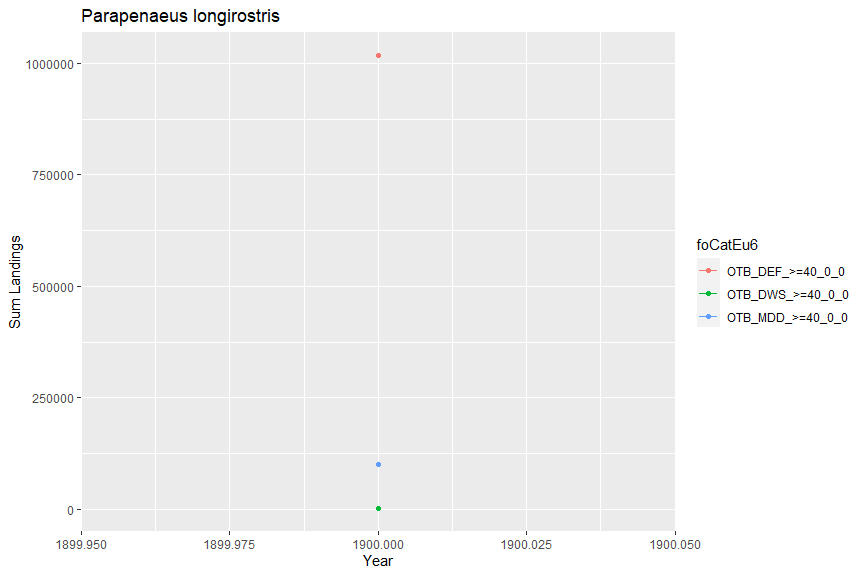 Parapenaeus longirostris
1000000
750000
500000
250000
0
Sum Landings
1899.950
1899.975
1900.000
1900.025
1900.050
Year
foCatEu6
OTB_DEF_>=40_0_0
OTB_DWS_>=40_0_0
OTB_MDD_>=40_0_0